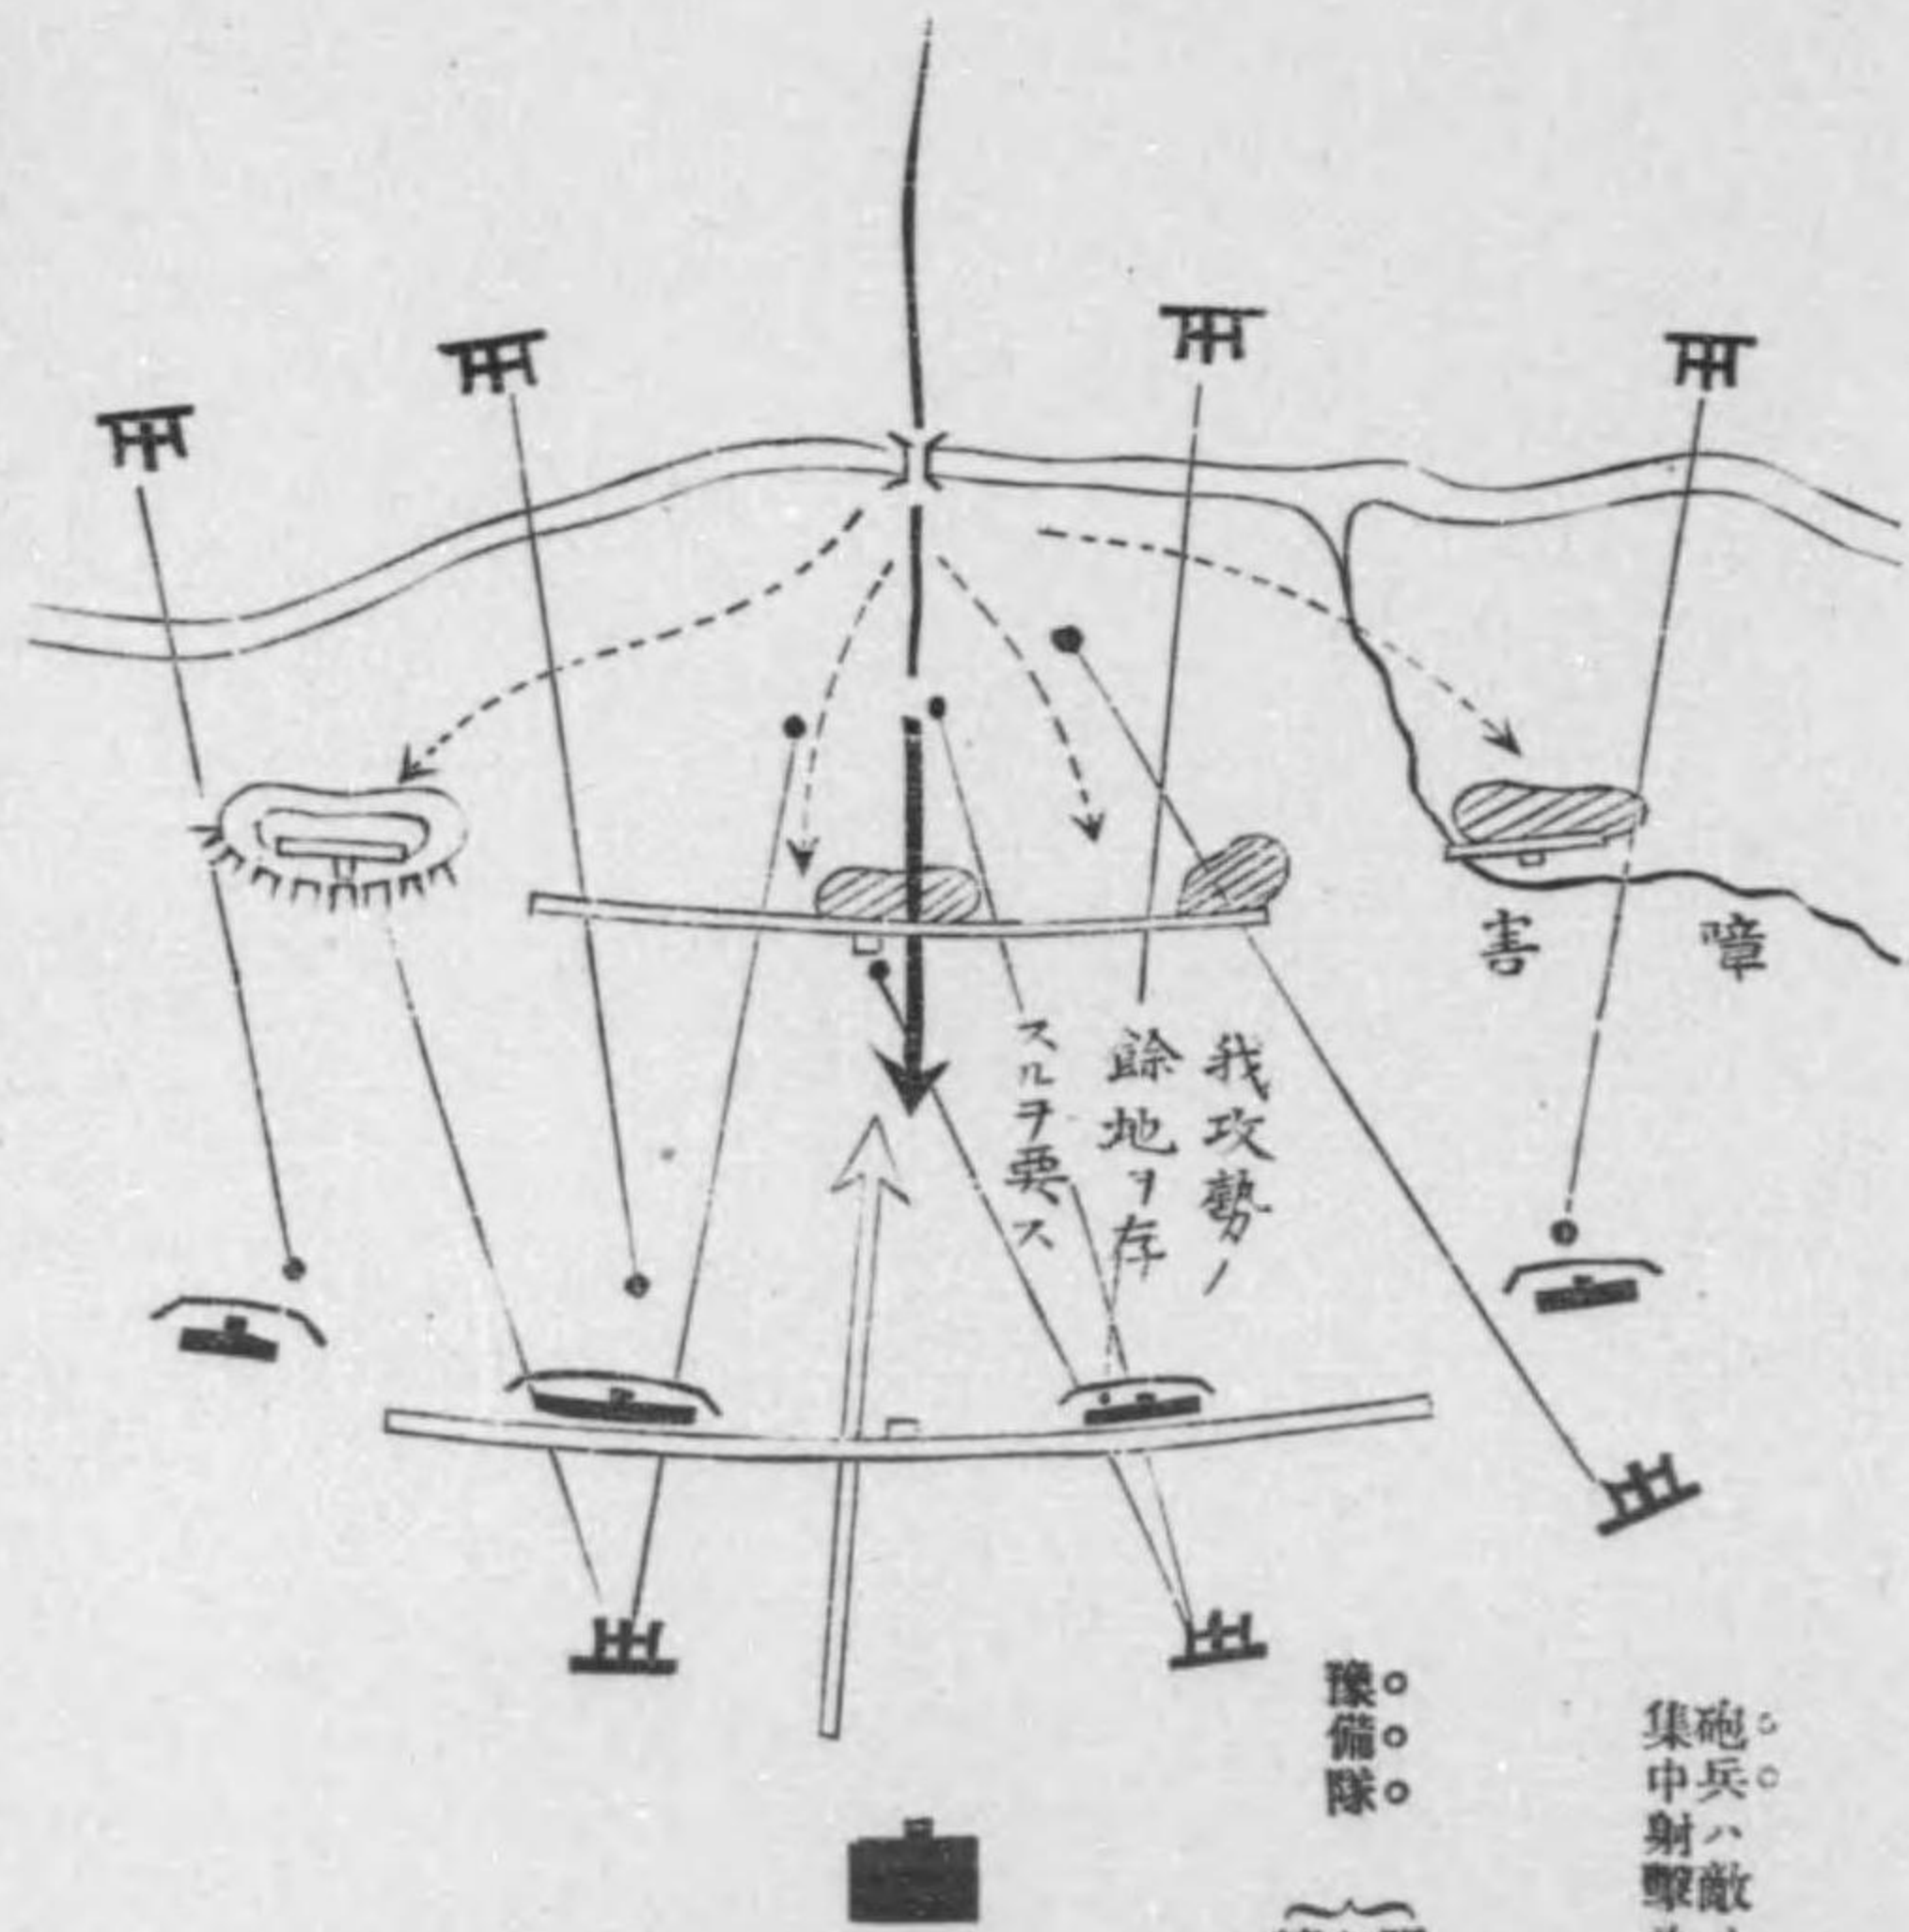 障害
我攻勢ノ
餘地ヲ存
スルヲ要ス
砲兵ハ敵
集中射擊
豫備隊